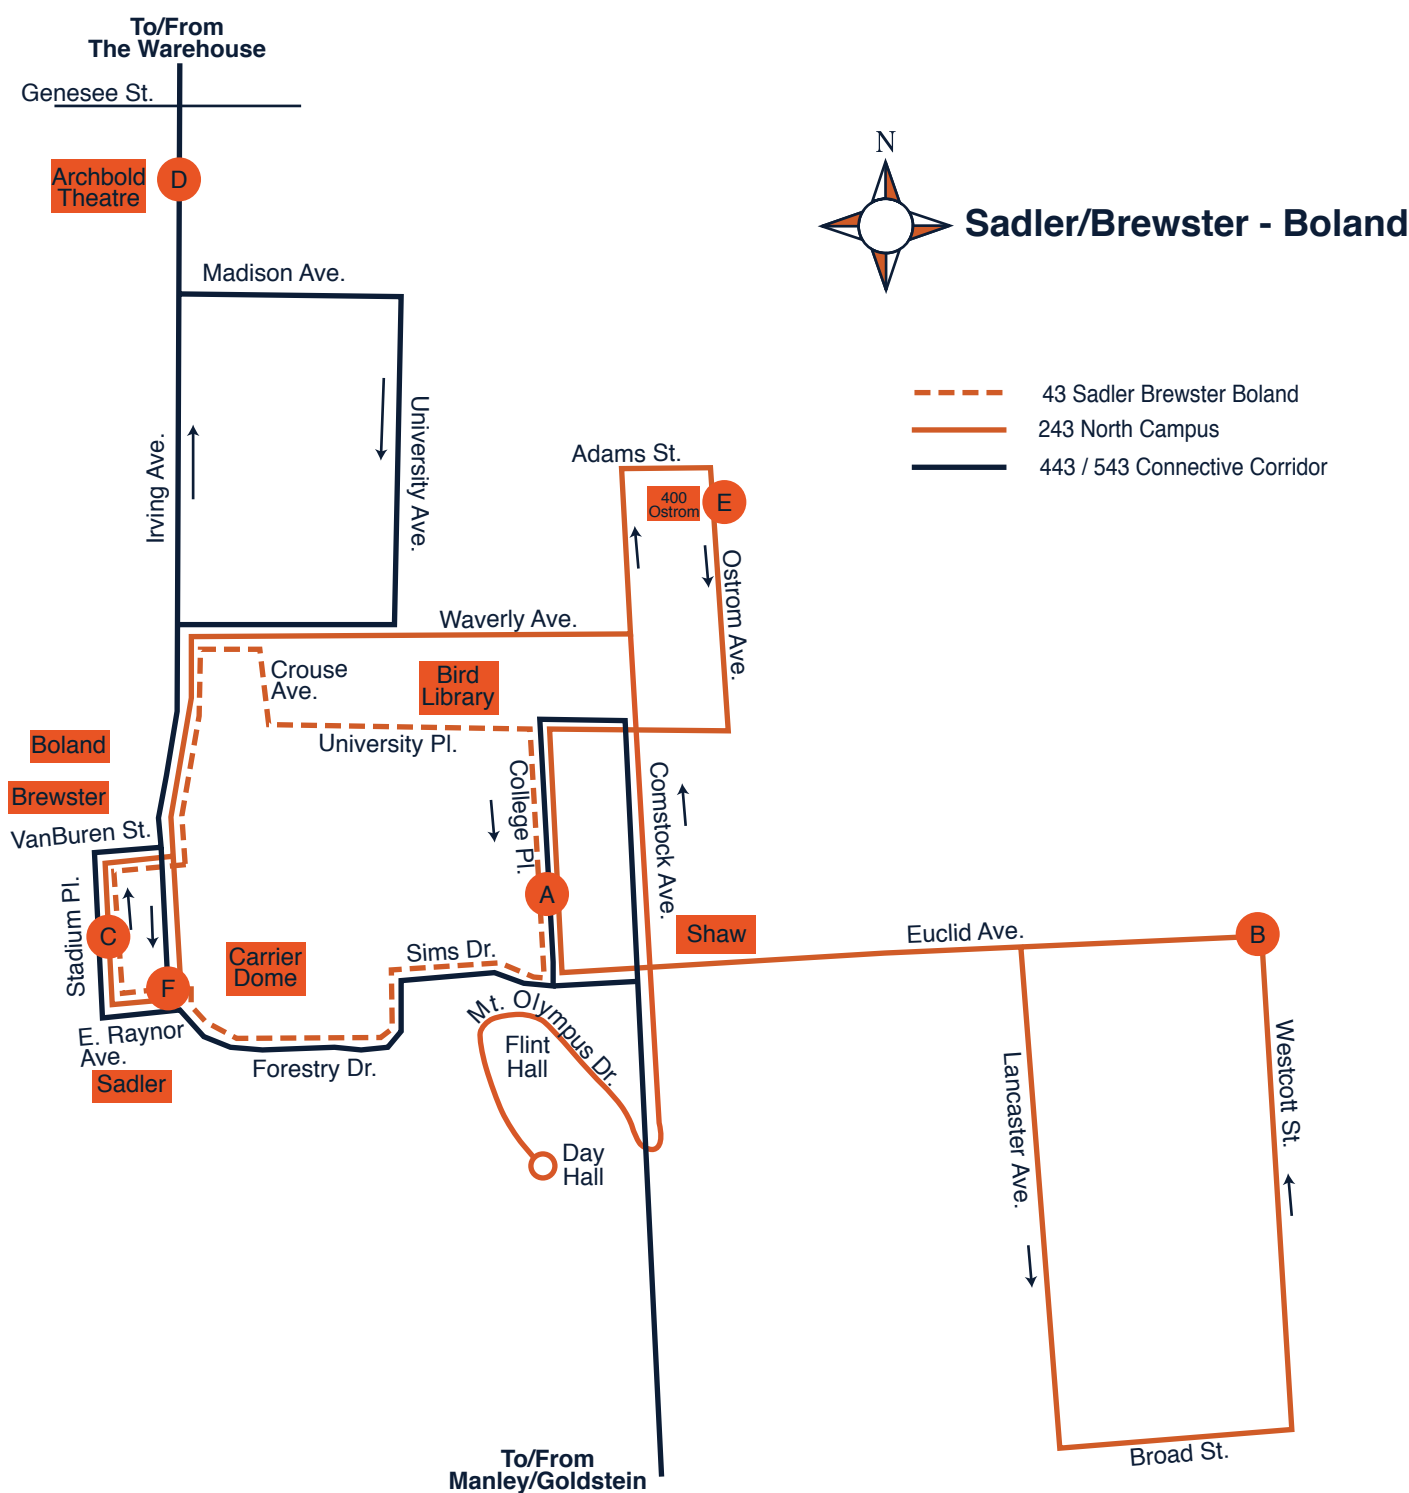 To/From
The Warehouse
Genesee St.
N
Archbold
Theatre
D
Sadler/Brewster - Boland
Madison Ave.
43 Sadler Brewster Boland
243 North Campus
443 / 543 Connective Corridor
Irving Ave.
University Ave.
Adams St.
400
Ostrom
E
Ostrom Ave.
Waverly Ave.
Crouse
Ave.
Bird
Library
University Pl.
Boland
Brewster
VanBuren St.
College Pl.
Comstock Ave.
A
Stadium Pl.
C
F
Carrier
Dome
Sims Dr.
Shaw
Euclid Ave.
B
E. Raynor
Ave.
Sadler
Forestry Dr.
Mt. Olympus Dr.
Flint
Hall
Day
Hall
Lancaster Ave.
Westcott St.
Broad St.
To/From
Manley/Goldstein